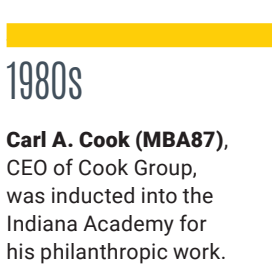 1980s
Carl A. Cook (MBA87),
CEO of Cook Group,
was inducted into the
Indiana Academy for
his philanthropic work.